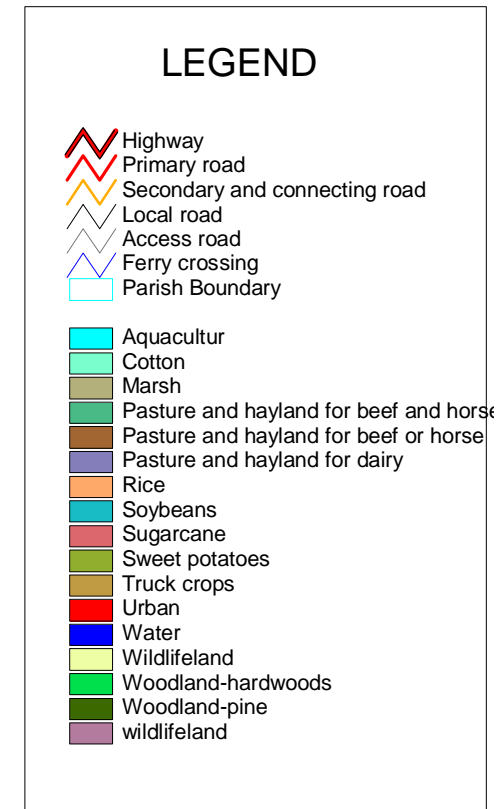 LEGEND
Highway
Primary road
Secondary and connecting road
Local road
Access road
Ferry crossing
Parish Boundary
Aquacultur
Cotton
Marsh
Pasture and hayland for beef and horse
Pasture and hayland for beef or horse
Pasture and hayland for dairy
Rice
Soybeans
Sugarcane
Sweet potatoes
Truck crops
Urban
Water
Wildlifeland
Woodland-hardwoods
Woodland-pine
wildlifeland